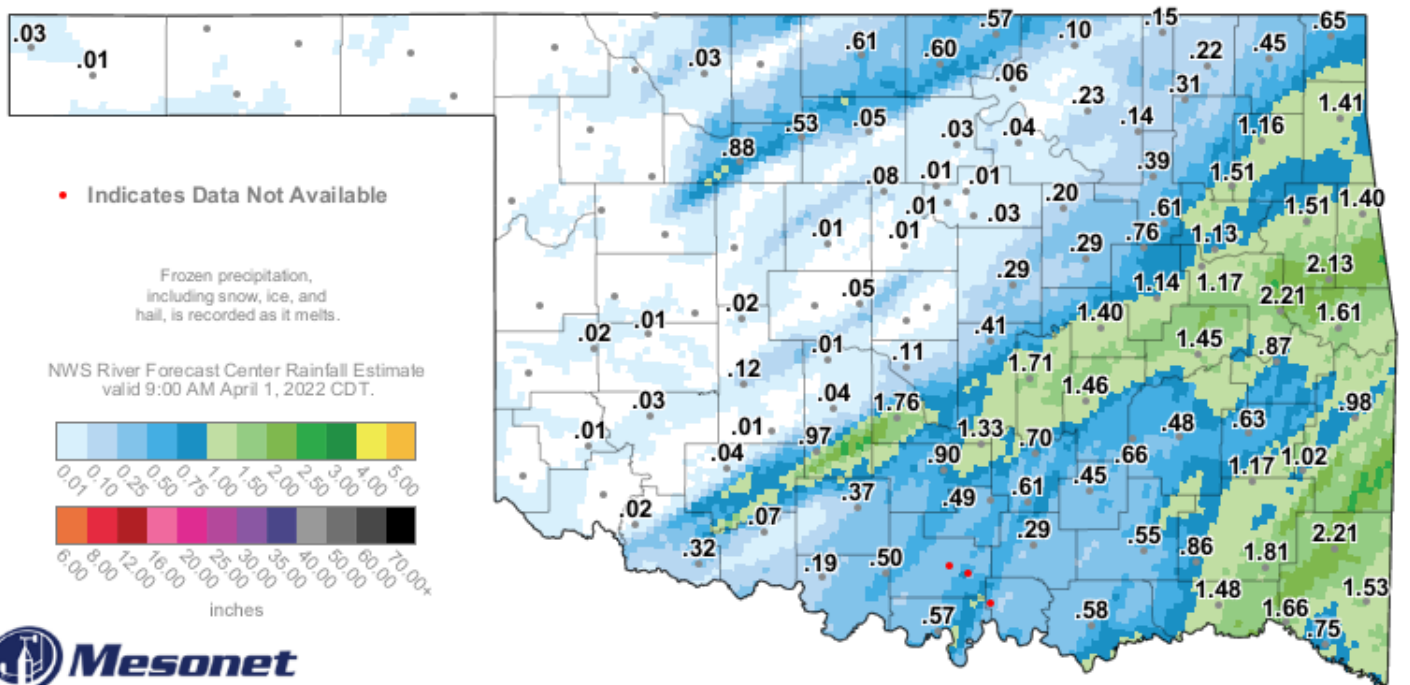 .57 .15 .65
.03 .61 .60 .10 .22 .45
.01 .03 .06 .31
.53 .05 .23 .14 1.41
.88 .03 .04 1.16
.39
• Indicates Data Not Available
.08 .01 .01 1.51
.01 .03 .20 .61 1.51 1.40
.01 .01 .29 .76 1.13
Frozen precipitation,
including snow, ice, and
hail, is recorded as it melts.
.29 1.14 1.17 2.13
.02 .05 1.40 2.21 1.61
.02 .01 .41 1.45 .87
NWS River Forecast Center Rainfall Estimate
valid 9:00 AM April 1, 2022 CDT.
.12 .01 .11 1.71
.03 .04 1.76 1.46 .98
.01 .01 .97 1.33 .70 .48 .63
.04 .90 .66 1.17 1.02
0.01 0.10 0.25 0.50 0.75 1.00 1.50 2.00 2.50 3.00 4.00 5.00
.37 .49 .61 .45
.02 .07 .29 .55 2.21
.32 .19 .50 .86 1.81
6.00 8.00 12.00 16.00 20.00 25.00 30.00 35.00 40.00 50.00 60.00 70.00+
inches
.57 .58 1.48 1.66 1.53
.75
Mesonet